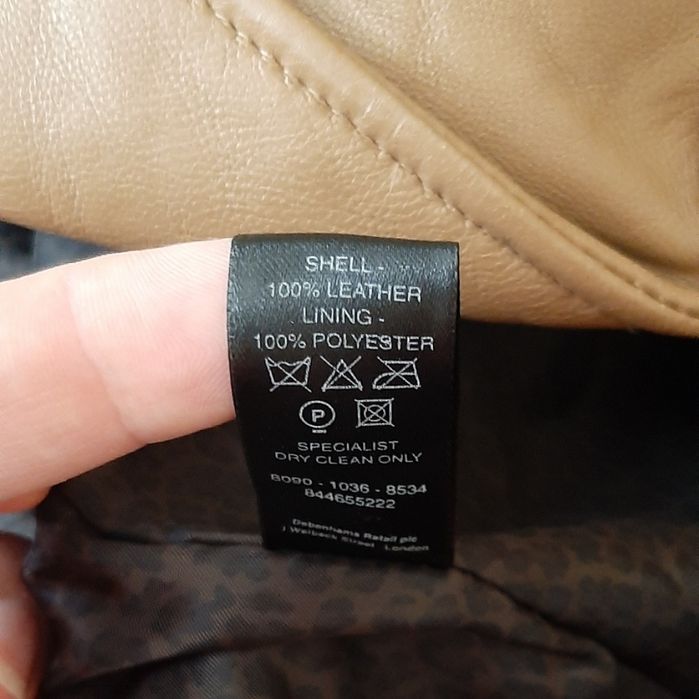 SHELL -
100% LEATHER
LINING -
100% POLYESTER
P
SPECIALIST
DRY CLEAN ONLY
8090 - 1036 - 8534
844655222
Debenhams Retail plc
1 Welbeck Street London